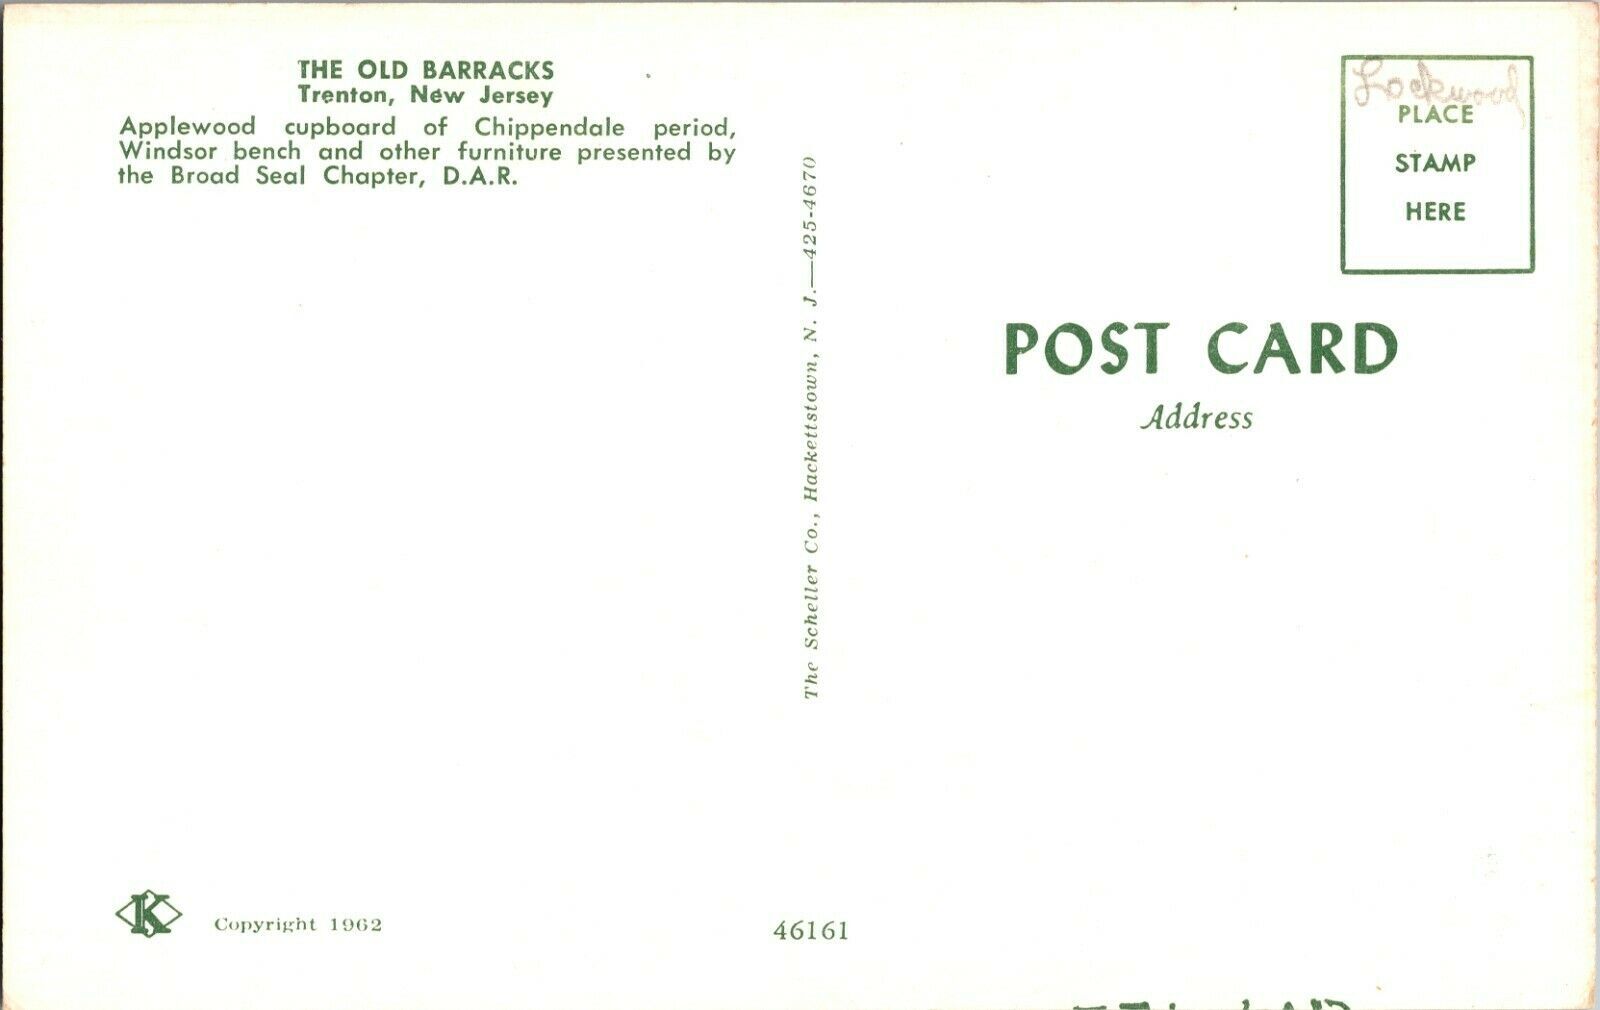 THE OLD BARRACKS
Trenton, New Jersey
Applewood cupboard of Chippendale period,
Windsor bench and other furniture presented by
the Broad Seal Chapter, D.A.R.
The Scheller Co., Hackettstown, N. J.—425-4670
Lockwood
PLACE
STAMP
HERE
POST CARD
Address
K
Copyright 1962
46161